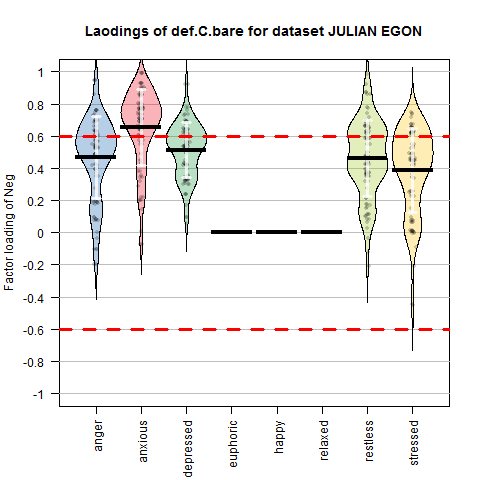 Laodings of def.C.bare for dataset JULIAN EGON
Factor loading of Neg
1
0.8
0.6
0.4
0.2
0
-0.2
-0.4
-0.6
-0.8
-1
anger
anxious
depressed
euphoric
happy
relaxed
restless
stressed